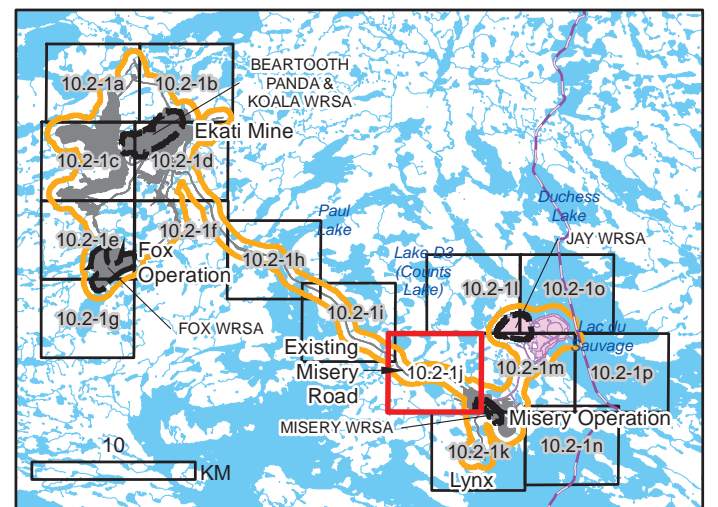 10.2-1a
10.2-1b
BEARTOOTH
PANDA &
KOALA WRSA
Ekati Mine
10.2-1c
10.2-1d
10.2-1e
10.2-1f
Fox
Operation
10.2-1g
FOX WRSA
10.2-1h
Paul
Lake
10.2-1i
Lake D3
(Counts
Lake)
Duchess
Lake
JAY WRSA
10.2-1l
10.2-1o
Lac du
Sauvage
10.2-1m
10.2-1p
Existing
Misery
Road
10.2-1j
MISERY WRSA
Misery Operation
10.2-1k
10.2-1n
Lynx
10
KM